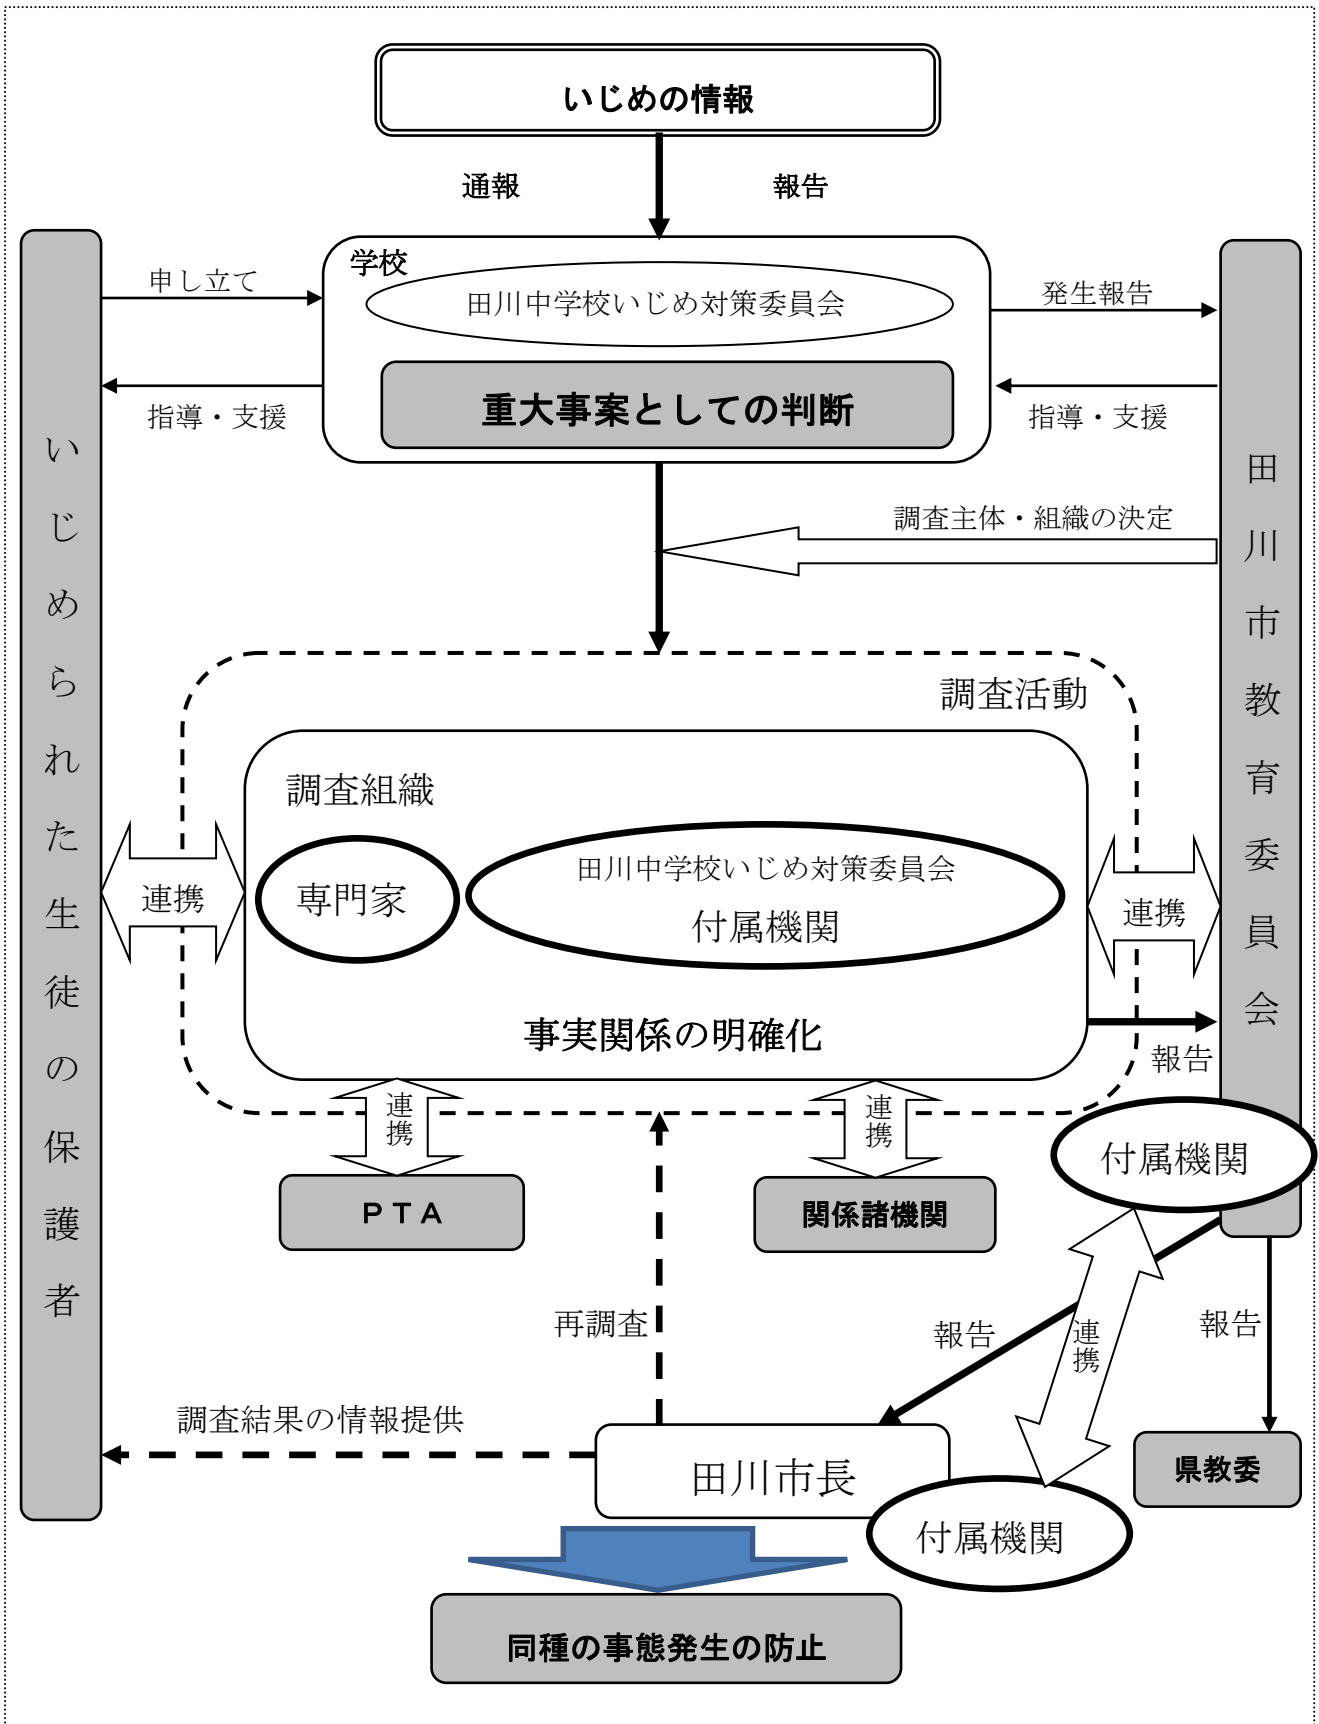 いじめの情報
通報
報告
学校
田川中学校いじめ対策委員会
重大事案としての判断
申し立て
指導・支援
発生報告
指導・支援
調査主体・組織の決定
いじめられた生徒の保護者
田川市教育委員会
調査活動
調査組織
専門家
田川中学校いじめ対策委員会
付属機関
事実関係の明確化
連携
連携
報告
連携
連携
PTA
関係諸機関
付属機関
再調査
報告
連携
報告
調査結果の情報提供
田川市長
付属機関
県教委
同種の事態発生の防止